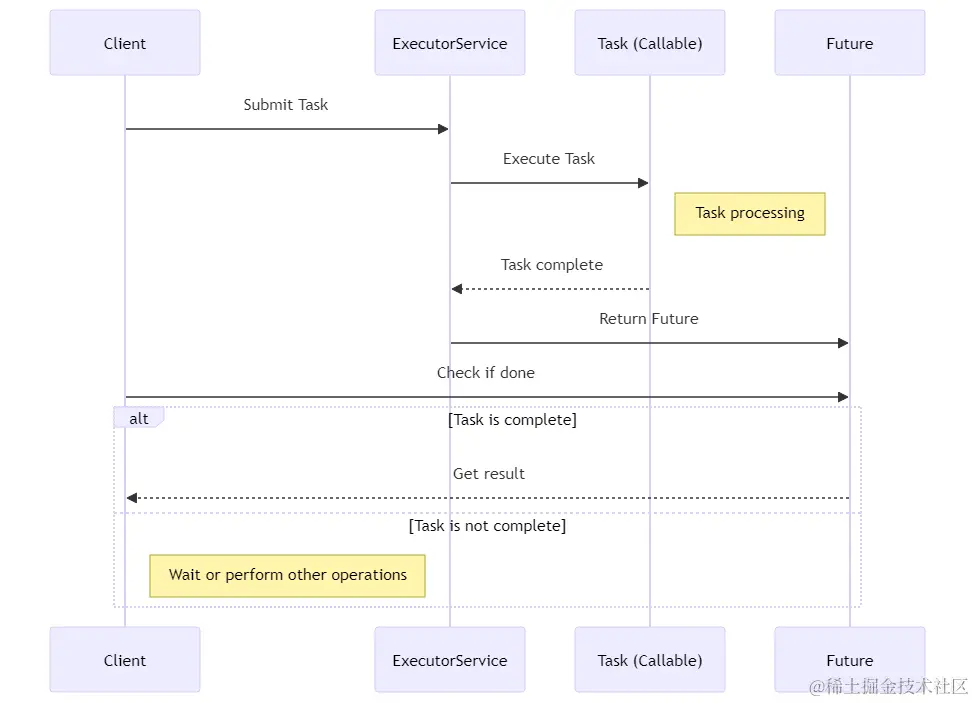 Client
ExecutorService
Task (Callable)
Future
Submit Task
Execute Task
Task processing
Task complete
Return Future
Check if done
alt
[Task is complete]
Get result
[Task is not complete]
Wait or perform other operations
Client
ExecutorService
Task (Callable)
Future
@稀土掘金技术社区